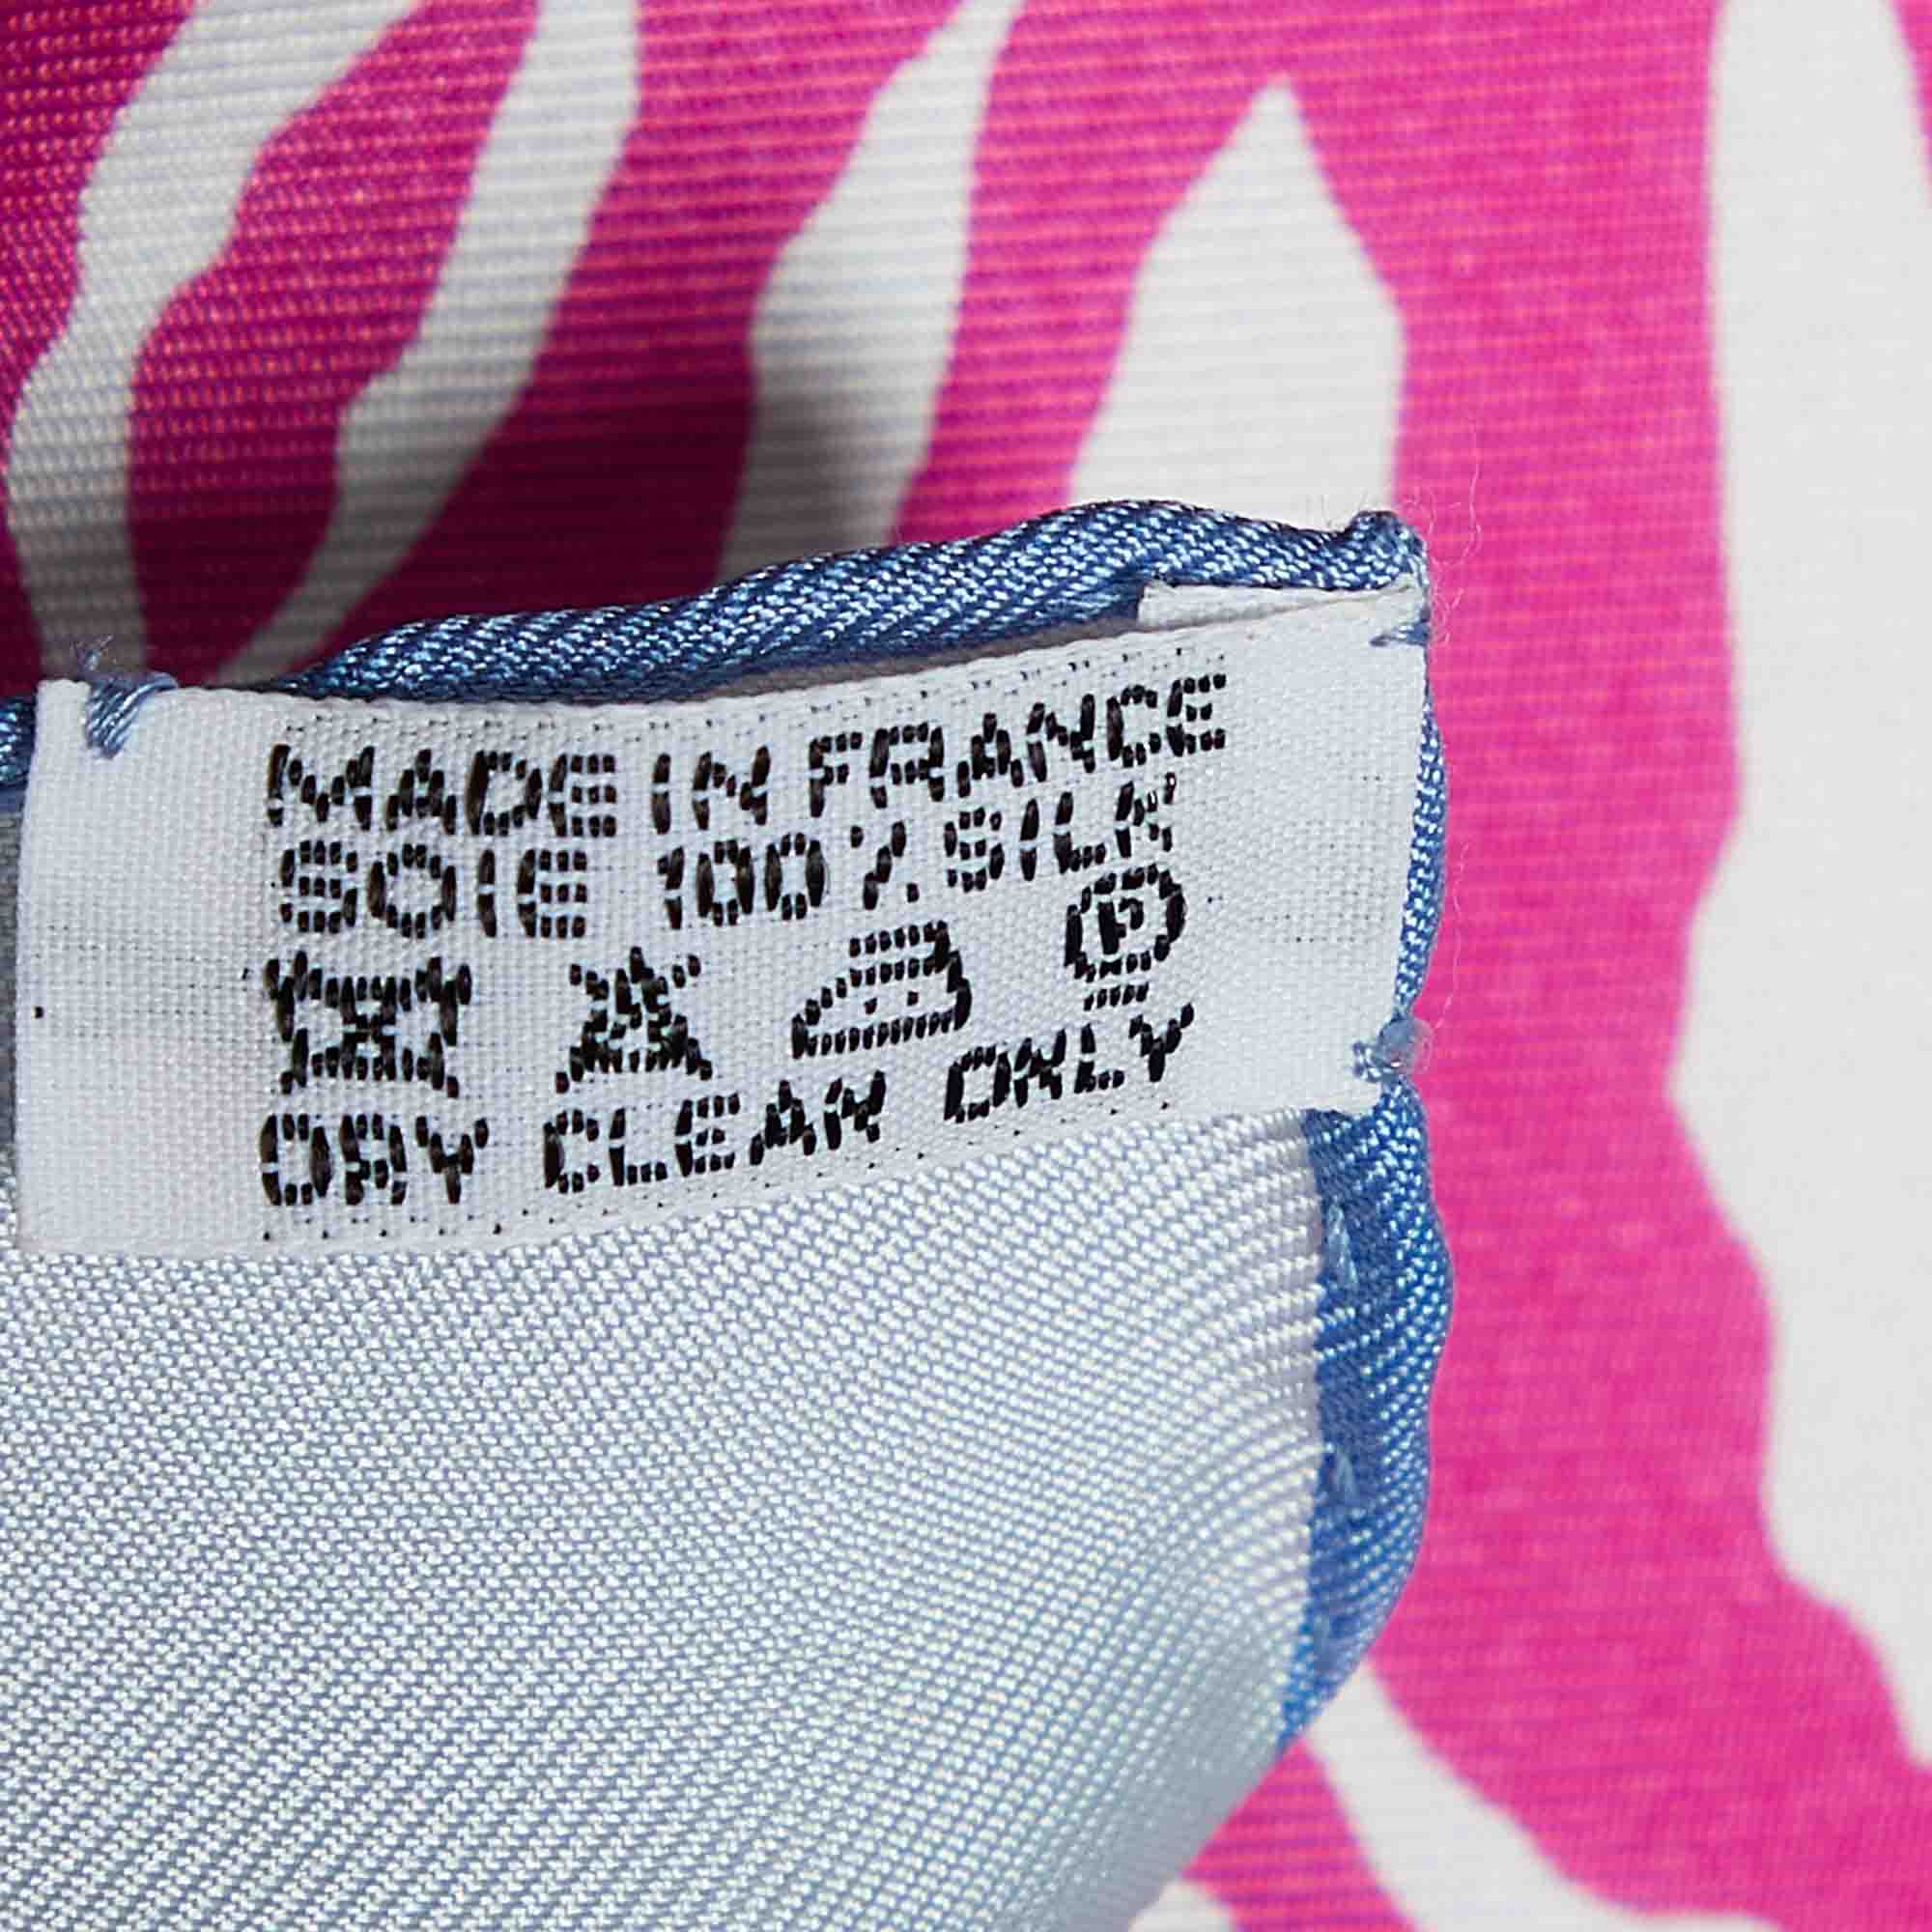 MADE IN FRANCE
SOIE 100% SILK
P
DRY CLEAN ONLY